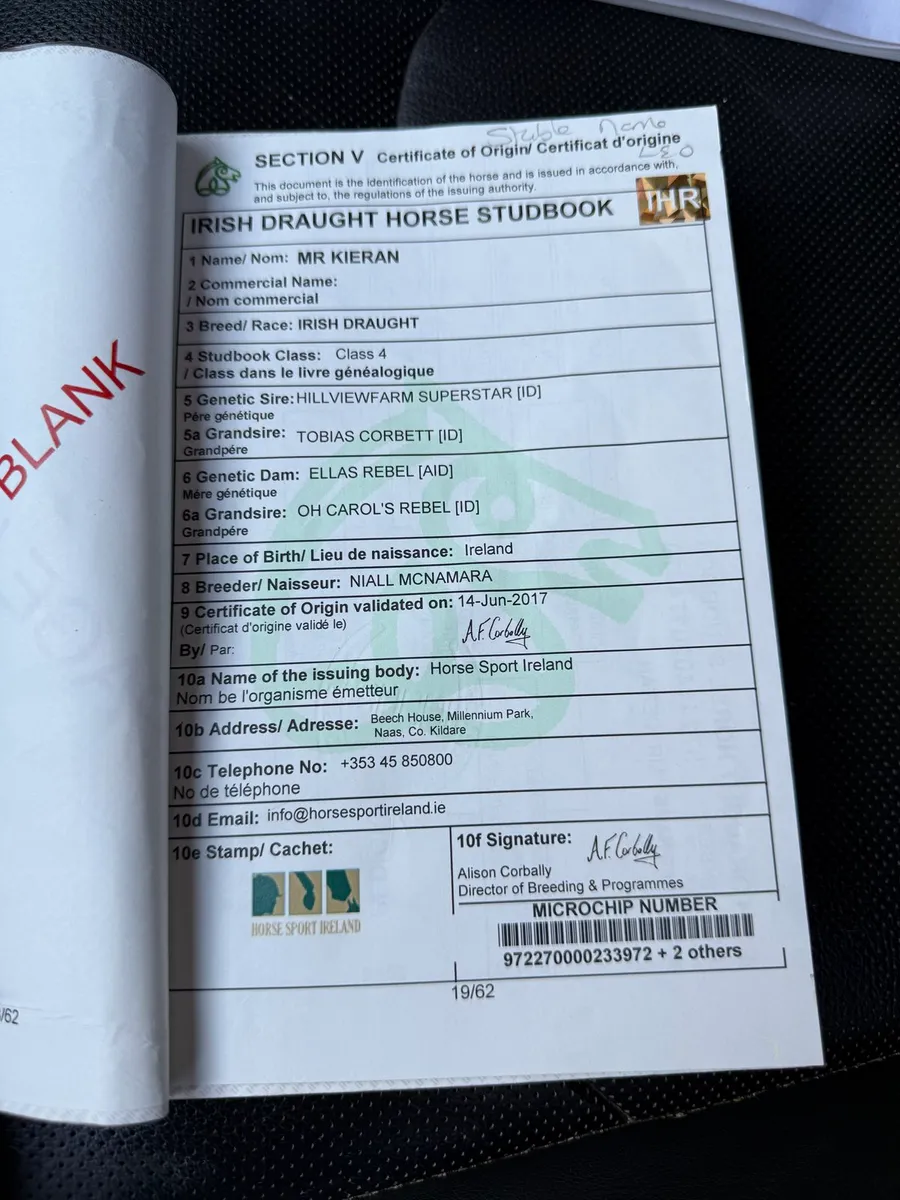 Stable Name
LEO
SECTION V Certificate of Origin/ Certificat d'origine
This document is the identification of the horse and is issued in accordance with,
and subject to, the regulations of the issuing authority.
IHR
IRISH DRAUGHT HORSE STUDBOOK
1 Name/ Nom: MR KIERAN
2 Commercial Name:
/ Nom commercial
3 Breed/ Race: IRISH DRAUGHT
4 Studbook Class: Class 4
/ Class dans le livre généalogique
5 Genetic Sire: HILLVIEWFARM SUPERSTAR [ID]
Pére génétique
5a Grandsire: TOBIAS CORBETT [ID]
Grandpére
6 Genetic Dam: ELLAS REBEL [AID]
Mére génétique
6a Grandsire: OH CAROL'S REBEL [ID]
Grandpére
7 Place of Birth/ Lieu de naissance: Ireland
8 Breeder/ Naisseur: NIALL MCNAMARA
9 Certificate of Origin validated on: 14-Jun-2017
(Certificat d'origine validé le)
A.F. Corbally
By/ Par:
10a Name of the issuing body: Horse Sport Ireland
Nom be l'organisme émetteur
10b Address/ Adresse: Beech House, Millennium Park,
Naas, Co. Kildare
10c Telephone No: +353 45 850800
No de téléphone
10d Email: info@horsesportireland.ie
10e Stamp/ Cachet:
HORSE SPORT IRELAND
10f Signature: A.F. Corbally
Alison Corbally
Director of Breeding & Programmes
MICROCHIP NUMBER
972270000233972 + 2 others
19/62
BLANK
/62